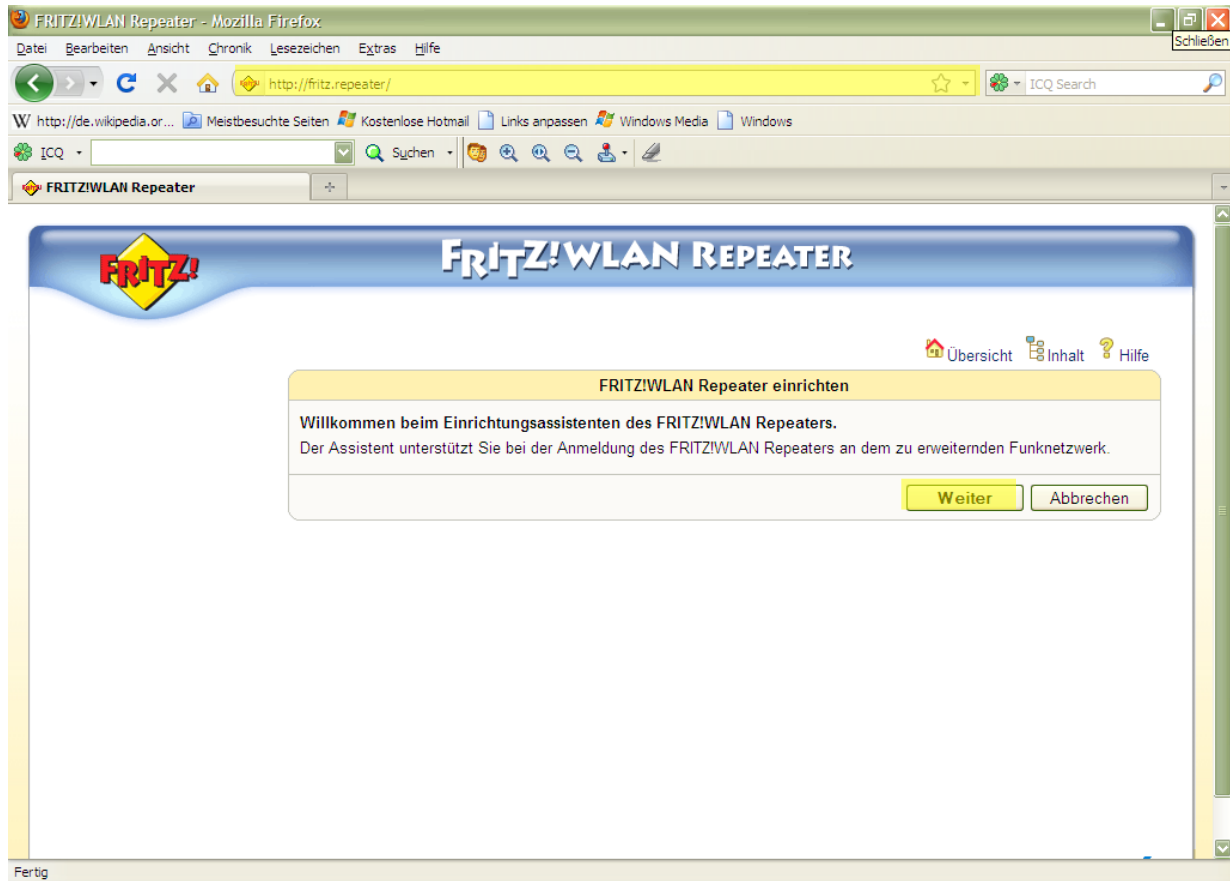 FRITZ!WLAN Repeater - Mozilla Firefox
Schließen
Datei Bearbeiten Ansicht Chronik Lesezeichen Extras Hilfe
http://fritz.repeater/
ICQ Search
W http://de.wikipedia.or... Meistbesuchte Seiten Kostenlose Hotmail Links anpassen Windows Media Windows
ICQ Suchen
FRITZ!WLAN Repeater
FRITZ!
FRITZ!WLAN REPEATER
Übersicht Inhalt Hilfe
FRITZ!WLAN Repeater einrichten
Willkommen beim Einrichtungsassistenten des FRITZ!WLAN Repeaters.
Der Assistent unterstützt Sie bei der Anmeldung des FRITZ!WLAN Repeaters an dem zu erweiternden Funknetzwerk.
Weiter Abbrechen
Fertig